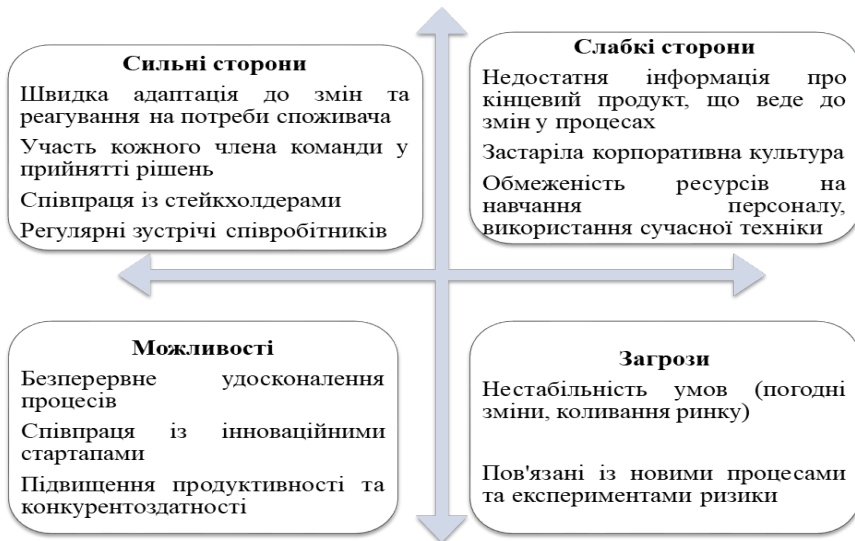 Сильні сторони
Швидка адаптація до змін та
реагування на потреби споживача
Участь кожного члена команди у
прийнятті рішень
Співпраця із стейкхолдерами
Регулярні зустрічі співробітників
Слабкі сторони
Недостатня інформація про
кінцевий продукт, що веде до
змін у процесах
Застаріла корпоративна культура
Обмеженість ресурсів на
навчання персоналу,
використання сучасної техніки
Можливості
Безперервне удосконалення
процесів
Співпраця із інноваційними
стартапами
Підвищення продуктивності та
конкурентоздатності
Загрози
Нестабільність умов (погодні
зміни, коливання ринку)
Пов'язані із новими процесами
та експериментами ризики